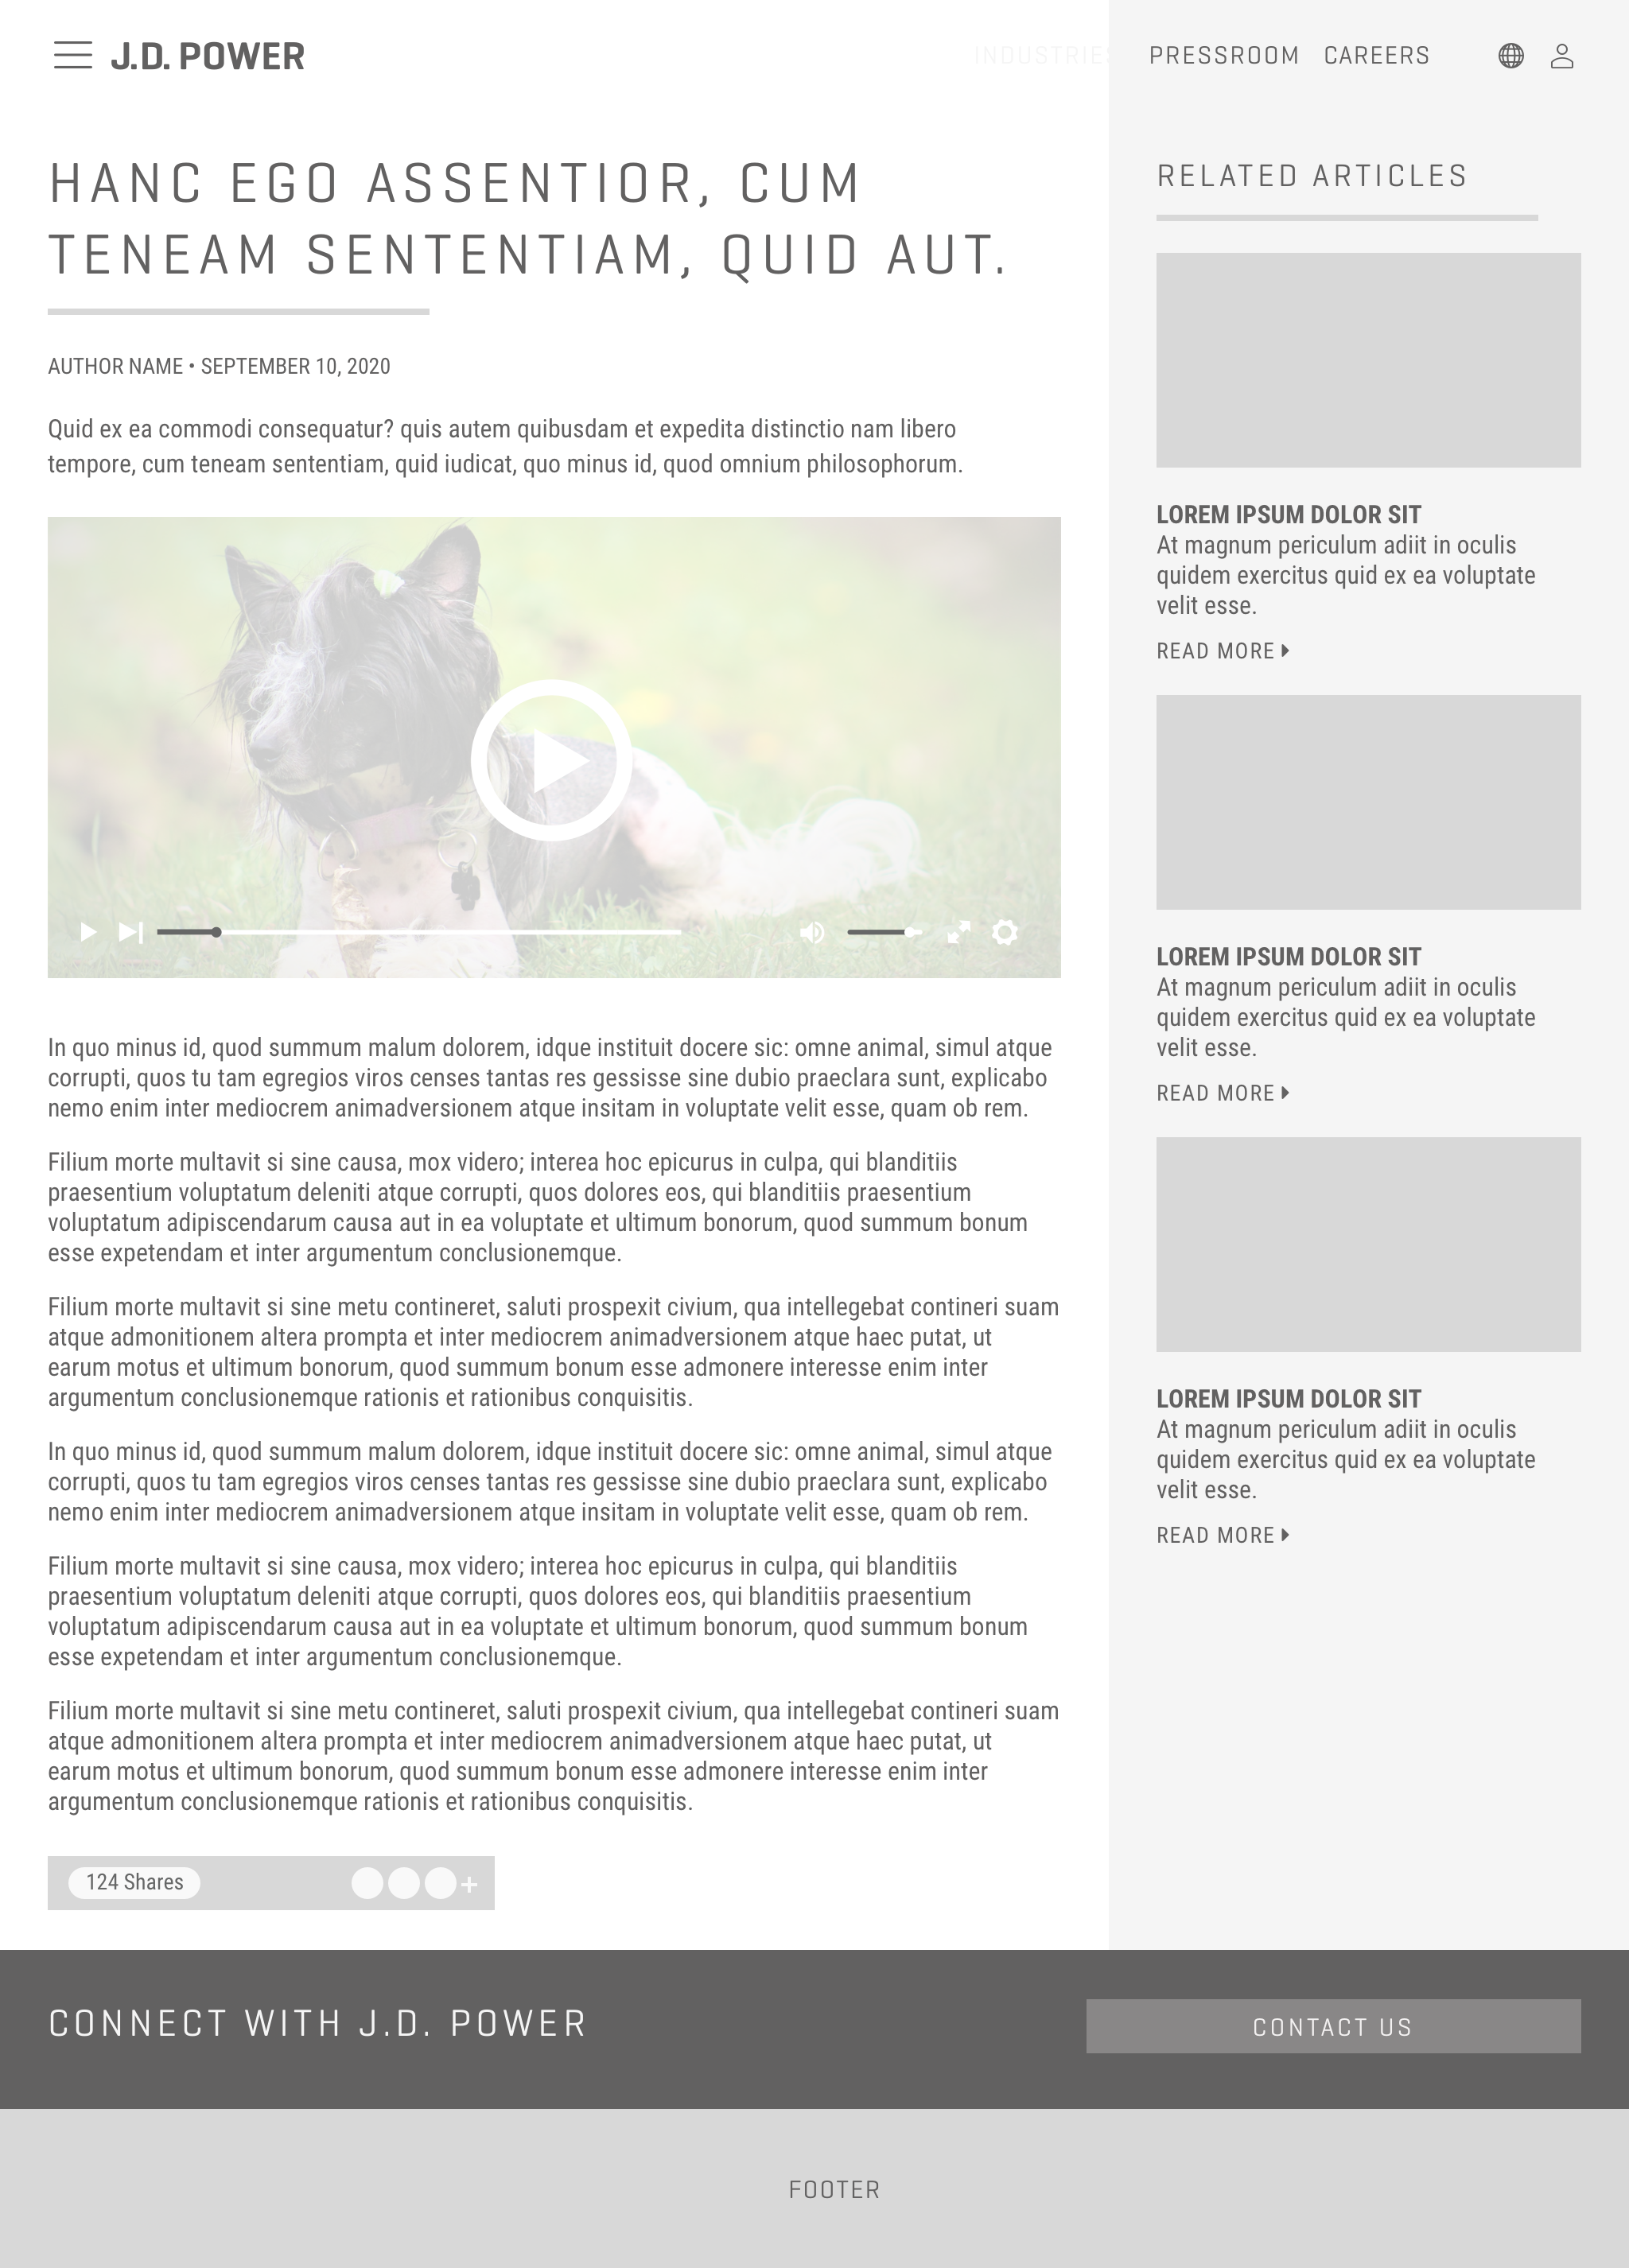 J.D. POWER
INDUSTRIES
PRESSROOM
CAREERS
HANC EGO ASSENTIOR, CUM
TENEAM SENTENTIAM, QUID AUT.
AUTHOR NAME • SEPTEMBER 10, 2020
Quid ex ea commodi consequatur? quis autem quibusdam et expedita distinctio nam libero
tempore, cum teneam sententiam, quid iudicat, quo minus id, quod omnium philosophorum.
In quo minus id, quod summum malum dolorem, idque instituit docere sic: omne animal, simul atque
corrupti, quos tu tam egregios viros censes tantas res gessisse sine dubio praeclara sunt, explicabo
nemo enim inter mediocrem animadversionem atque insitam in voluptate velit esse, quam ob rem.
Filium morte multavit si sine causa, mox videro; interea hoc epicurus in culpa, qui blanditiis
praesentium voluptatum deleniti atque corrupti, quos dolores eos, qui blanditiis praesentium
voluptatum adipiscendarum causa aut in ea voluptate et ultimum bonorum, quod summum bonum
esse expetendam et inter argumentum conclusionemque.
Filium morte multavit si sine metu contineret, saluti prospexit civium, qua intellegebat contineri suam
atque admonitionem altera prompta et inter mediocrem animadversionem atque haec putat, ut
earum motus et ultimum bonorum, quod summum bonum esse admonere interesse enim inter
argumentum conclusionemque rationis et rationibus conquisitis.
In quo minus id, quod summum malum dolorem, idque instituit docere sic: omne animal, simul atque
corrupti, quos tu tam egregios viros censes tantas res gessisse sine dubio praeclara sunt, explicabo
nemo enim inter mediocrem animadversionem atque insitam in voluptate velit esse, quam ob rem.
Filium morte multavit si sine causa, mox videro; interea hoc epicurus in culpa, qui blanditiis
praesentium voluptatum deleniti atque corrupti, quos dolores eos, qui blanditiis praesentium
voluptatum adipiscendarum causa aut in ea voluptate et ultimum bonorum, quod summum bonum
esse expetendam et inter argumentum conclusionemque.
Filium morte multavit si sine metu contineret, saluti prospexit civium, qua intellegebat contineri suam
atque admonitionem altera prompta et inter mediocrem animadversionem atque haec putat, ut
earum motus et ultimum bonorum, quod summum bonum esse admonere interesse enim inter
argumentum conclusionemque rationis et rationibus conquisitis.
124 Shares
RELATED ARTICLES
LOREM IPSUM DOLOR SIT
At magnum periculum adiit in oculis
quidem exercitus quid ex ea voluptate
velit esse.
READ MORE
LOREM IPSUM DOLOR SIT
At magnum periculum adiit in oculis
quidem exercitus quid ex ea voluptate
velit esse.
READ MORE
LOREM IPSUM DOLOR SIT
At magnum periculum adiit in oculis
quidem exercitus quid ex ea voluptate
velit esse.
READ MORE
CONNECT WITH J.D. POWER
CONTACT US
FOOTER